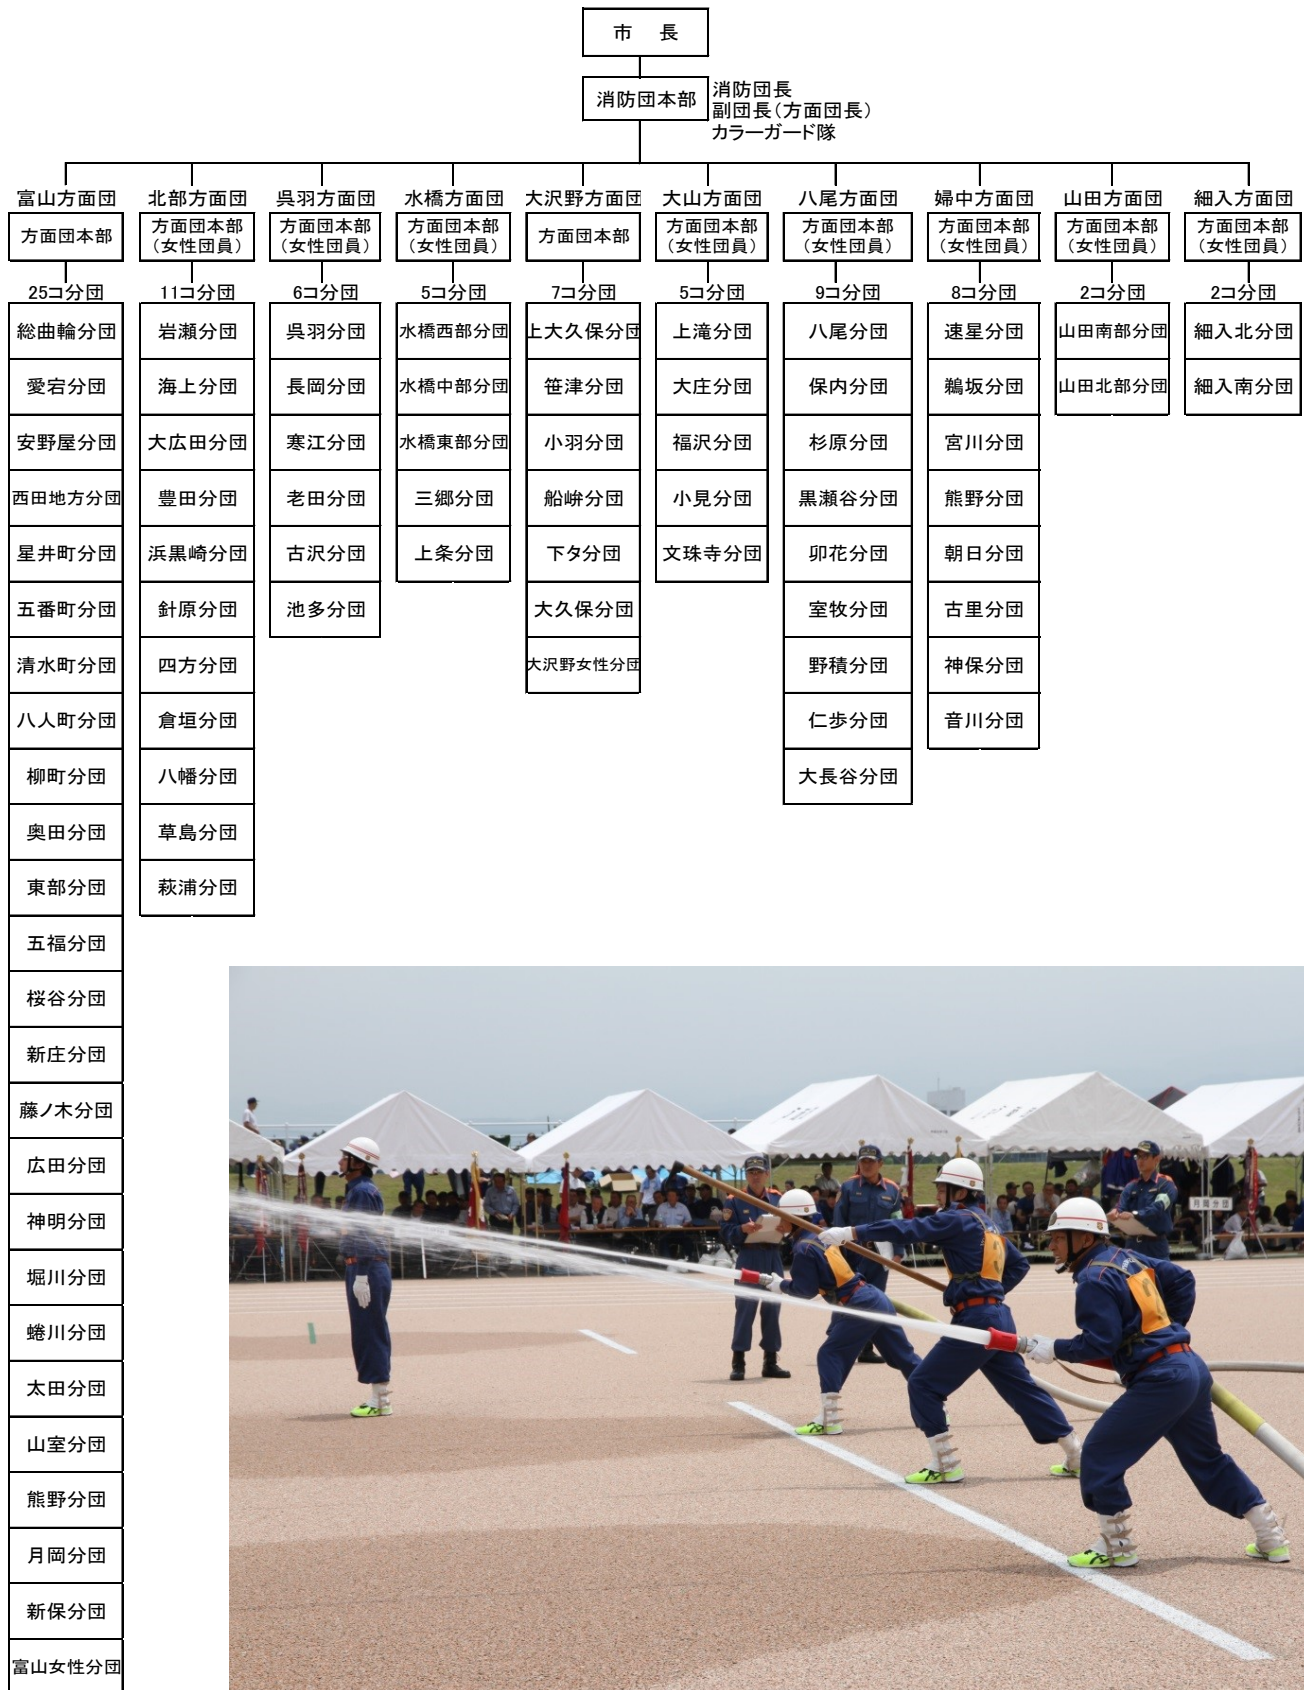 市 長
消防団本部
消防団長
副団長（方面団長）
カラーガード隊
富山方面団
方面団本部
25コ分団
総曲輪分団
愛宕分団
安野屋分団
西田地方分団
星井町分団
五番町分団
清水町分団
八人町分団
柳町分団
奥田分団
東部分団
五福分団
桜谷分団
新庄分団
藤ノ木分団
広田分団
神明分団
堀川分団
蜷川分団
太田分団
山室分団
熊野分団
月岡分団
新保分団
富山女性分団
北部方面団
方面団本部
（女性団員）
11コ分団
岩瀬分団
海上分団
大広田分団
豊田分団
浜黒崎分団
針原分団
四方分団
倉垣分団
八幡分団
草島分団
萩浦分団
呉羽方面団
方面団本部
（女性団員）
6コ分団
呉羽分団
長岡分団
寒江分団
老田分団
古沢分団
池多分団
水橋方面団
方面団本部
（女性団員）
5コ分団
水橋西部分団
水橋中部分団
水橋東部分団
三郷分団
上条分団
大沢野方面団
方面団本部
7コ分団
上大久保分団
笹津分団
小羽分団
船峅分団
下タ分団
大久保分団
大沢野女性分団
大山方面団
方面団本部
（女性団員）
5コ分団
上滝分団
大庄分団
福沢分団
小見分団
文珠寺分団
八尾方面団
方面団本部
（女性団員）
9コ分団
八尾分団
保内分団
杉原分団
黒瀬谷分団
卯花分団
室牧分団
野積分団
仁歩分団
大長谷分団
婦中方面団
方面団本部
（女性団員）
8コ分団
速星分団
鵜坂分団
宮川分団
熊野分団
朝日分団
古里分団
神保分団
音川分団
山田方面団
方面団本部
（女性団員）
2コ分団
山田南部分団
山田北部分団
細入方面団
方面団本部
（女性団員）
2コ分団
細入北分団
細入南分団